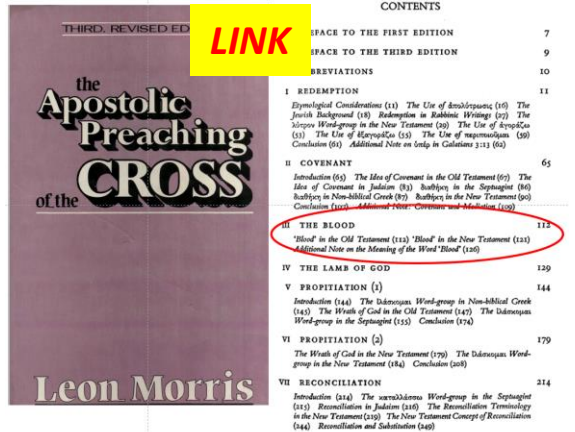 THIRD, REVISED ED
LINK
the
Apostolic
Preaching
of the CROSS
Leon Morris
CONTENTS
EFACE TO THE FIRST EDITION 7
EFACE TO THE THIRD EDITION 9
BREVIATIONS 10
I REDEMPTION 11
Etymological Considerations (11) The Use of ἀπολύτρωσις (16) The
Jewish Background (18) Redemption in Rabbinic Writings (27) The
λύτρον Word-group in the New Testament (29) The Use of ἀγοράζω
(53) The Use of ἐξαγοράζω (55) The Use of περιποιοῦμαι (59)
Conclusion (61) Additional Note on ὑπέρ in Galatians 3:13 (62)
II COVENANT 65
Introduction (65) The Idea of Covenant in the Old Testament (67) The
Idea of Covenant in Judaism (83) διαθήκη in the Septuagint (86)
διαθήκη in Non-biblical Greek (87) διαθήκη in the New Testament (90)
Conclusion Additional Note: Covenant and Mediation (109)
III THE BLOOD 112
'Blood' in the Old Testament (112) 'Blood' in the New Testament (121)
Additional Note on the Meaning of the Word 'Blood' (126)
IV THE LAMB OF GOD 129
V PROPITIATION (1) 144
Introduction (144) The ἱλάσκομαι Word-group in Non-biblical Greek
(145) The Wrath of God in the Old Testament (147) The ἱλάσκομαι
Word-group in the Septuagint (155) Conclusion (174)
VI PROPITIATION (2) 179
The Wrath of God in the New Testament (179) The ἱλάσκομαι Word-
group in the New Testament (184) Conclusion (208)
VII RECONCILIATION 214
Introduction (214) The καταλλάσσω Word-group in the Septuagint
(215) Reconciliation in Judaism (216) The Reconciliation Terminology
in the New Testament (219) The New Testament Concept of Reconciliation
(244) Reconciliation and Substitution (249)